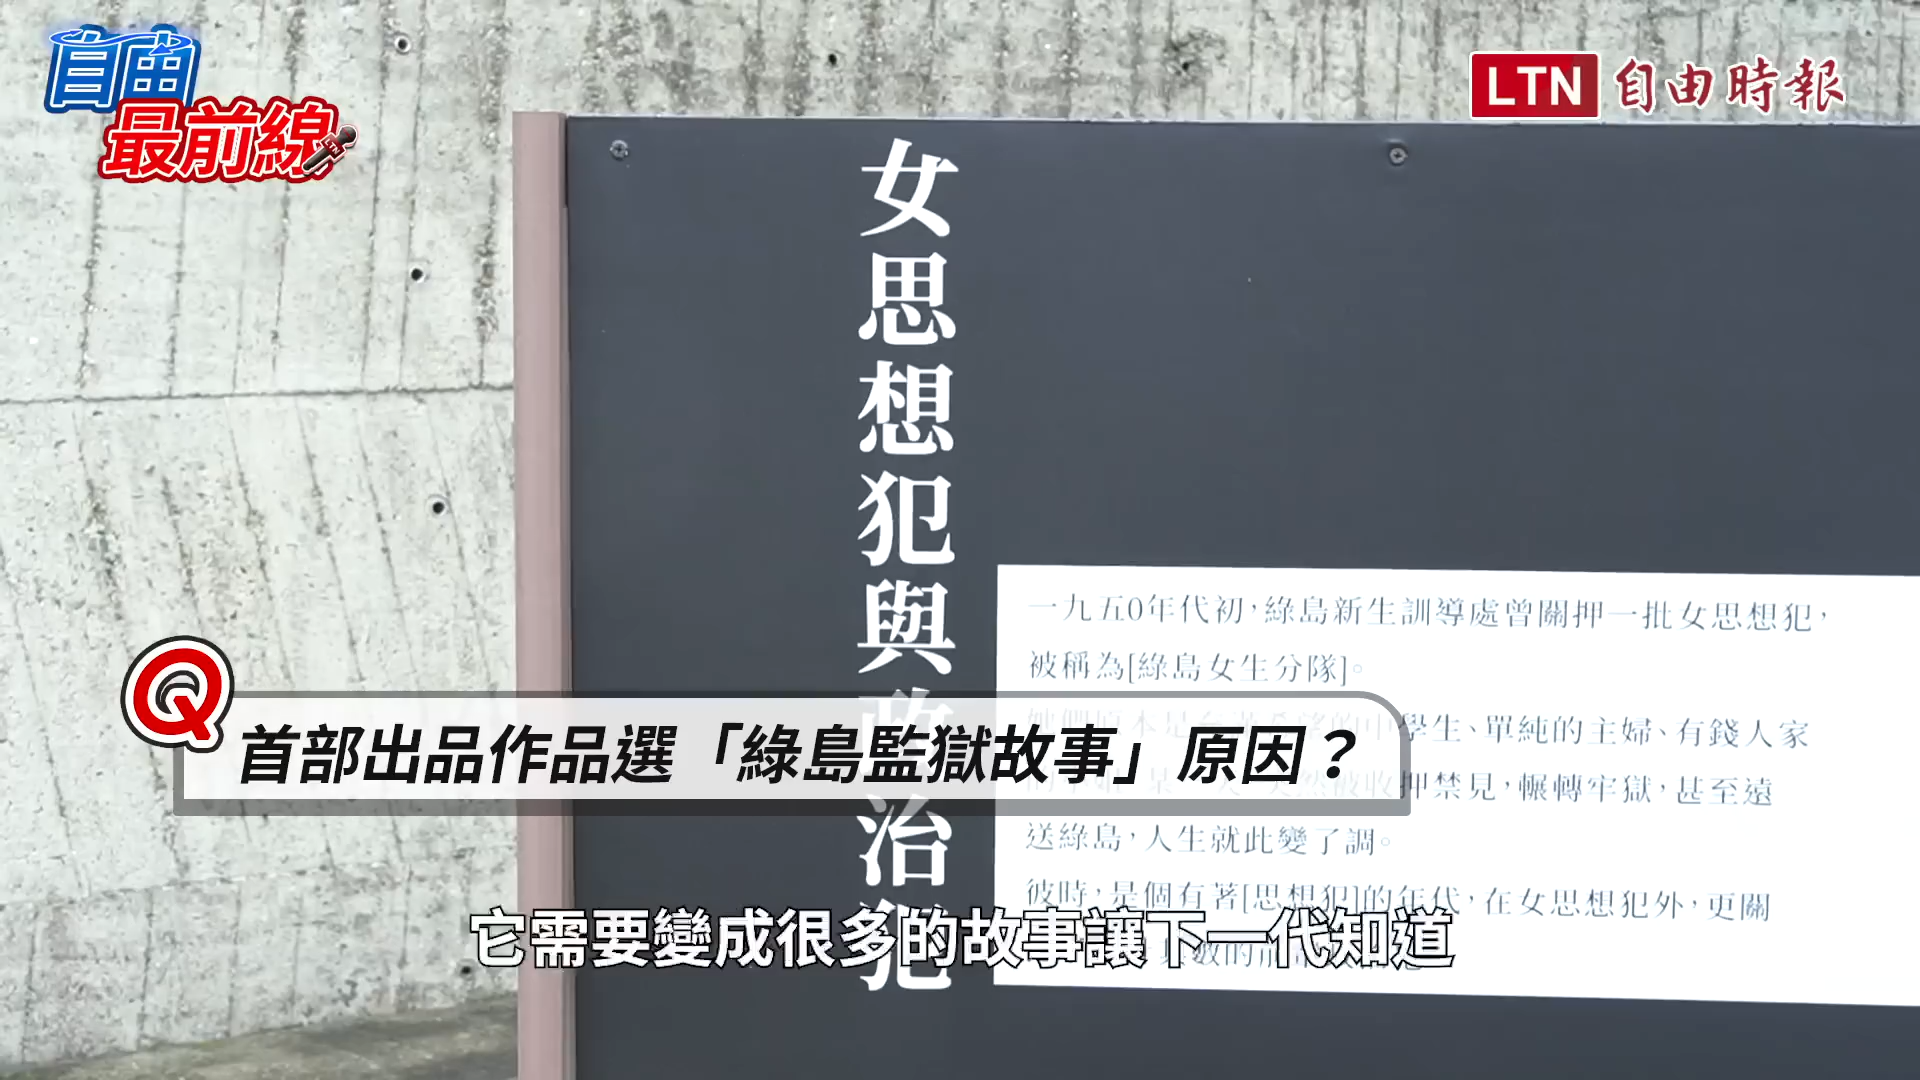 自由
最前線
LTN 自由時報
女思想犯與政治犯
一九五0年代初，綠島新生訓導處曾關押一批女思想犯，
被稱為[綠島女生分隊]。
學生、單純的主婦、有錢人家
押禁見，輾轉牢獄，甚至遠
送綠島，人生就此變了調。
彼時，是個有著[思想犯]的年代，在女思想犯外，更關
Q
首部出品作品選「綠島監獄故事」原因？
它需要變成很多的故事讓下一代知道